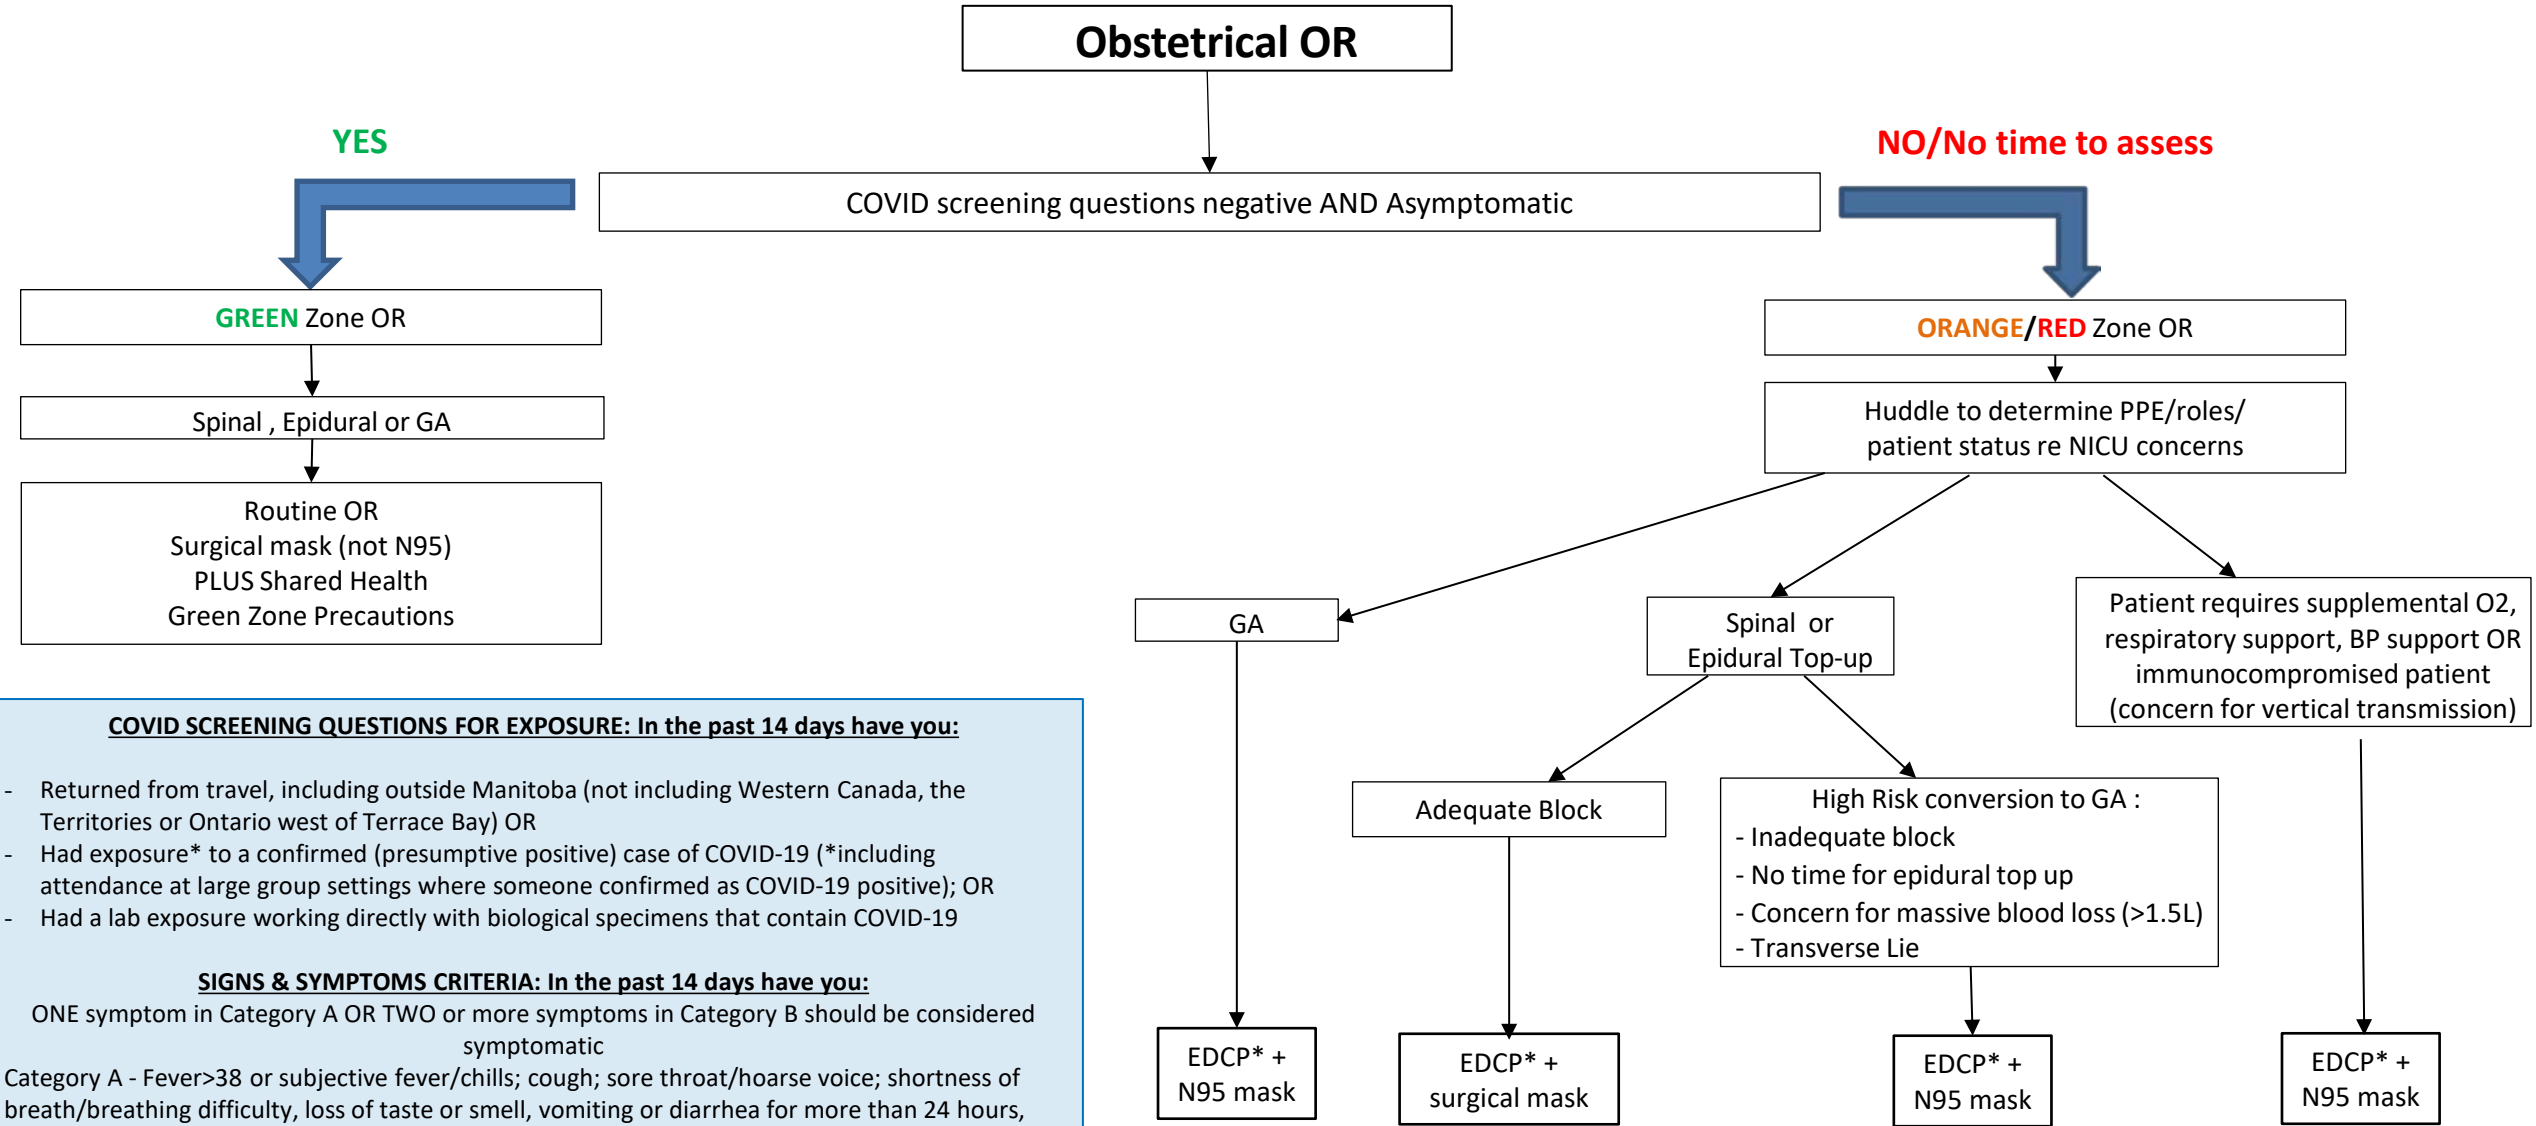 Obstetrical OR
YES
NO/No time to assess
COVID screening questions negative AND Asymptomatic
GREEN Zone OR
Spinal , Epidural or GA
Routine OR
Surgical mask (not N95)
PLUS Shared Health
Green Zone Precautions
ORANGE/RED Zone OR
Huddle to determine PPE/roles/
patient status re NICU concerns
GA
Spinal or
Epidural Top-up
Patient requires supplemental O2,
respiratory support, BP support OR
immunocompromised patient
(concern for vertical transmission)
Adequate Block
High Risk conversion to GA :
- Inadequate block
- No time for epidural top up
- Concern for massive blood loss (>1.5L)
- Transverse Lie
EDCP* +
N95 mask
EDCP* +
surgical mask
EDCP* +
N95 mask
EDCP* +
N95 mask
COVID SCREENING QUESTIONS FOR EXPOSURE: In the past 14 days have you:
- Returned from travel, including outside Manitoba (not including Western Canada, the
Territories or Ontario west of Terrace Bay) OR
- Had exposure* to a confirmed (presumptive positive) case of COVID-19 (*including
attendance at large group settings where someone confirmed as COVID-19 positive); OR
- Had a lab exposure working directly with biological specimens that contain COVID-19
SIGNS & SYMPTOMS CRITERIA: In the past 14 days have you:
ONE symptom in Category A OR TWO or more symptoms in Category B should be considered
symptomatic
Category A - Fever>38 or subjective fever/chills; cough; sore throat/hoarse voice; shortness of
breath/breathing difficulty, loss of taste or smell, vomiting or diarrhea for more than 24 hours,